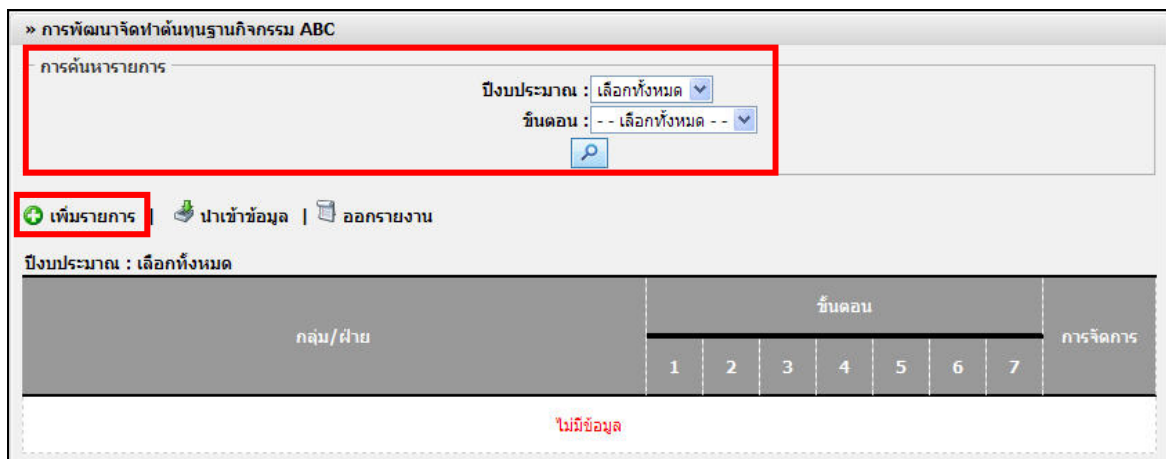 » การพัฒนาจัดทำต้นทุนฐานกิจกรรม ABC
การค้นหารายการ
ปีงบประมาณ : เลือกทั้งหมด
ขั้นตอน : - - เลือกทั้งหมด - -
เพิ่มรายการ | นำเข้าข้อมูล | ออกรายงาน
ปีงบประมาณ : เลือกทั้งหมด
กลุ่ม/ฝ่าย ขั้นตอน การจัดการ
1 2 3 4 5 6 7
ไม่มีข้อมูล